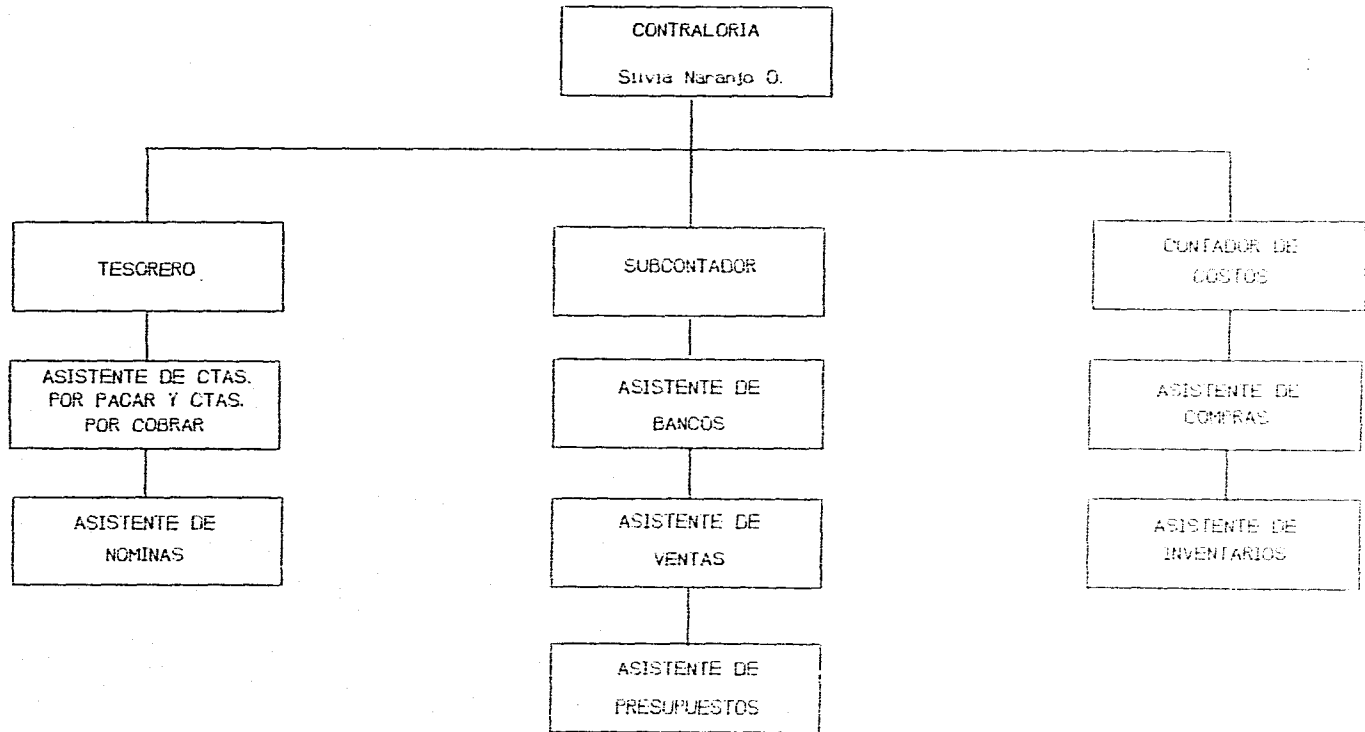 CONTRALORIA
Silvia Naranjo O.
TESORERO
SUBCONTADOR
CONTADOR DE
COSTOS
ASISTENTE DE CTAS.
POR PACAR Y CTAS.
POR COBRAR
ASISTENTE DE
BANCOS
ASISTENTE DE
COMPRAS
ASISTENTE DE
NOMINAS
ASISTENTE DE
VENTAS
ASISTENTE DE
INVENTARIOS
ASISTENTE DE
PRESUPUESTOS